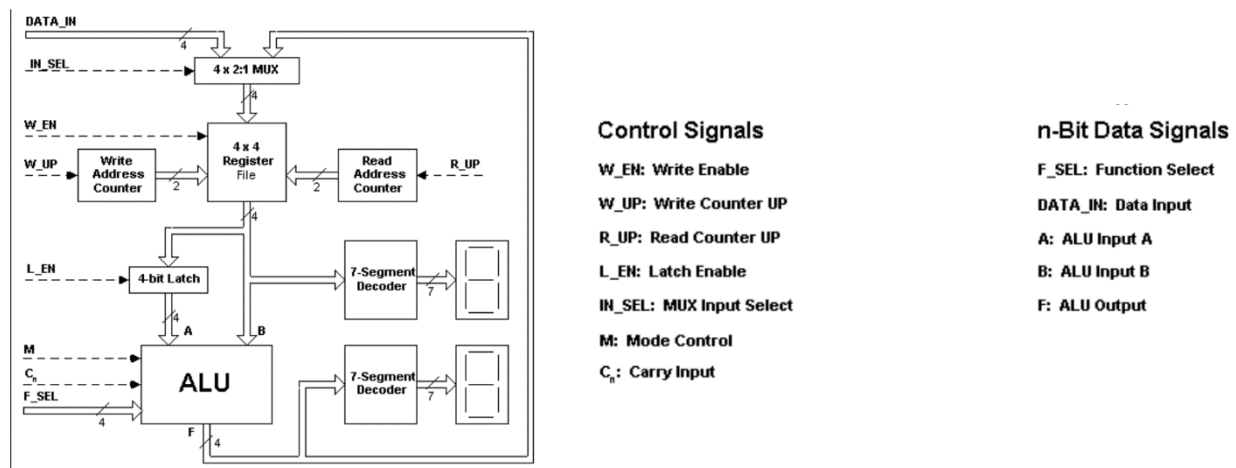 DATA_IN
4
IN_SEL
4 x 2:1 MUX
4
W_EN
4 x 4
Register
File
W_UP
Write
Address
Counter
2
2
Read
Address
Counter
R_UP
4
L_EN
4-bit Latch
7-Segment
Decoder
7
4
A
B
M
Cn
F_SEL
4
ALU
7-Segment
Decoder
7
F
4
Control Signals
W_EN: Write Enable
W_UP: Write Counter UP
R_UP: Read Counter UP
L_EN: Latch Enable
IN_SEL: MUX Input Select
M: Mode Control
Cn: Carry Input
n-Bit Data Signals
F_SEL: Function Select
DATA_IN: Data Input
A: ALU Input A
B: ALU Input B
F: ALU Output